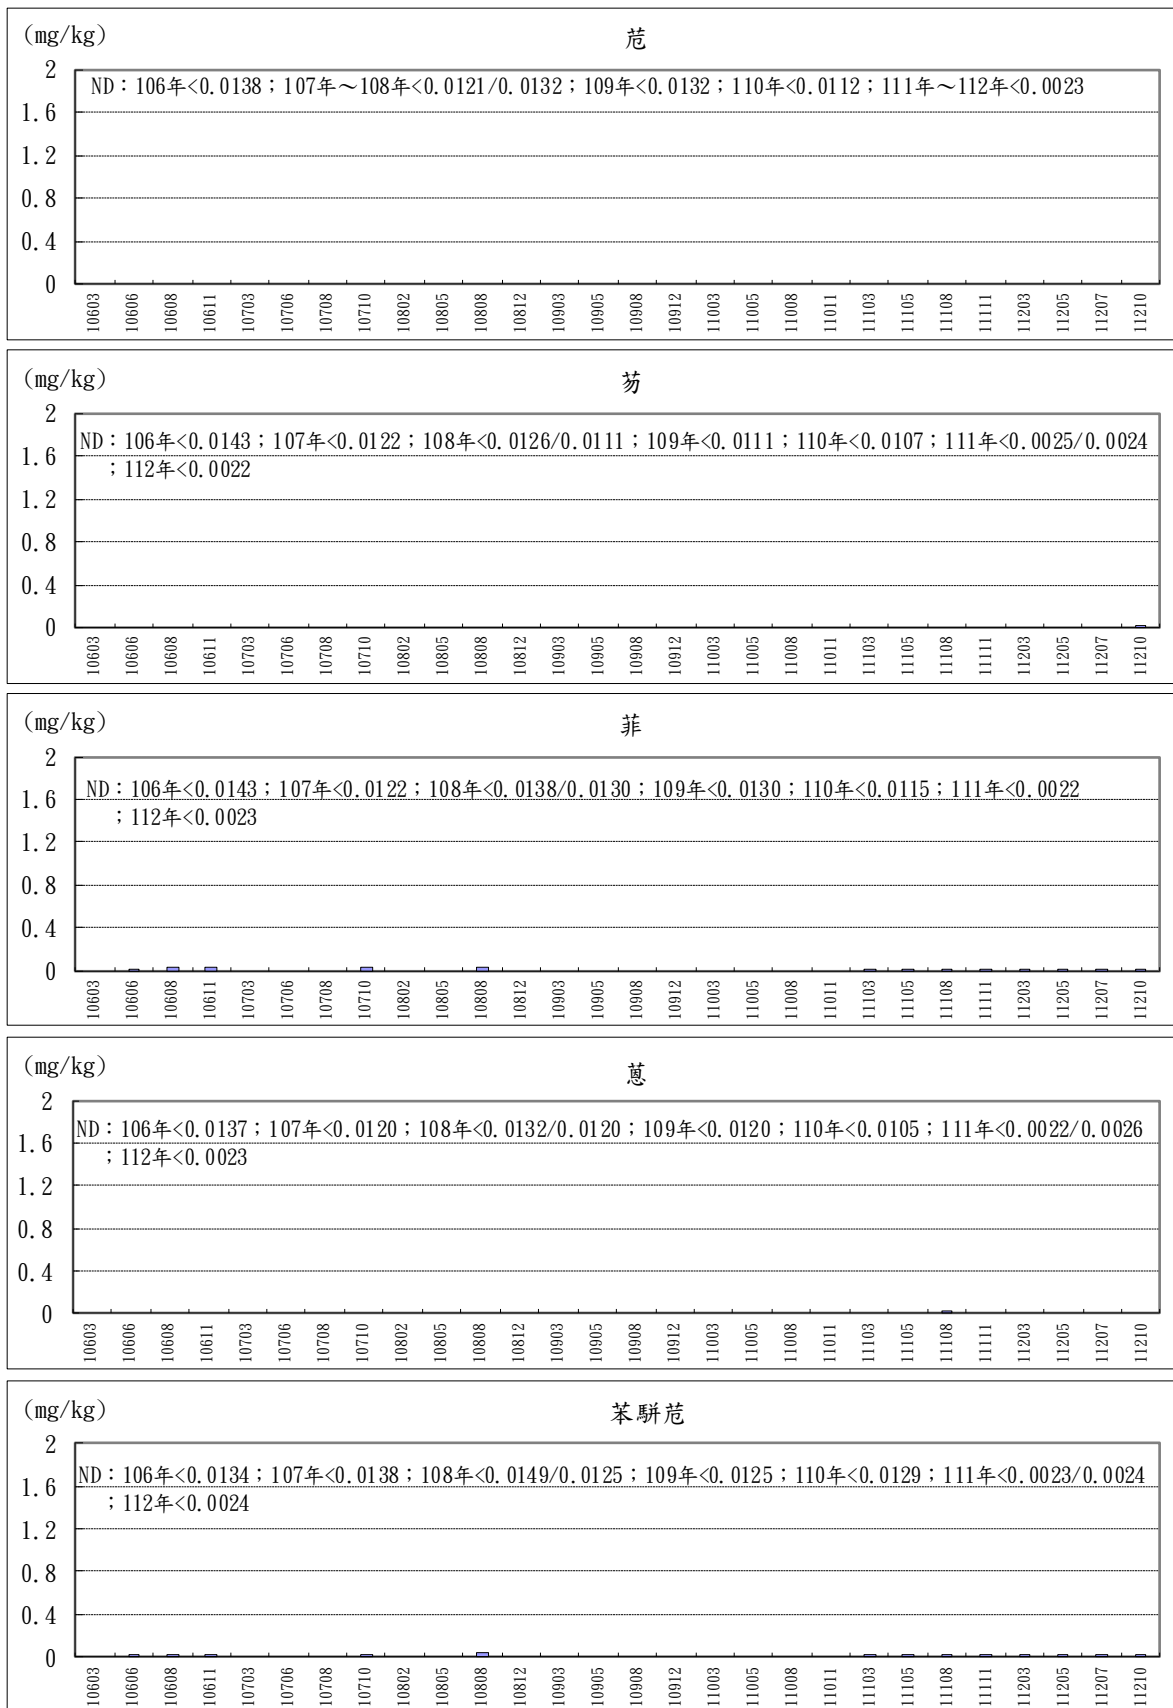 (mg/kg)
苊
2
ND：106年<0.0138；107年～108年<0.0121/0.0132；109年<0.0132；110年<0.0112；111年～112年<0.0023
1.6
1.2
0.8
0.4
0
10603 10606 10608 10611 10703 10706 10708 10710 10802 10805 10808 10812 10903 10905 10908 10912 11003 11005 11008 11011 11103 11105 11108 11111 11203 11205 11207 11210
(mg/kg)
芴
2
ND：106年<0.0143；107年<0.0122；108年<0.0126/0.0111；109年<0.0111；110年<0.0107；111年<0.0025/0.0024
1.6
；112年<0.0022
1.2
0.8
0.4
0
10603 10606 10608 10611 10703 10706 10708 10710 10802 10805 10808 10812 10903 10905 10908 10912 11003 11005 11008 11011 11103 11105 11108 11111 11203 11205 11207 11210
(mg/kg)
菲
2
ND：106年<0.0143；107年<0.0122；108年<0.0138/0.0130；109年<0.0130；110年<0.0115；111年<0.0022
1.6
；112年<0.0023
1.2
0.8
0.4
0
10603 10606 10608 10611 10703 10706 10708 10710 10802 10805 10808 10812 10903 10905 10908 10912 11003 11005 11008 11011 11103 11105 11108 11111 11203 11205 11207 11210
(mg/kg)
蒽
2
ND：106年<0.0137；107年<0.0120；108年<0.0132/0.0120；109年<0.0120；110年<0.0105；111年<0.0022/0.0026
1.6
；112年<0.0023
1.2
0.8
0.4
0
10603 10606 10608 10611 10703 10706 10708 10710 10802 10805 10808 10812 10903 10905 10908 10912 11003 11005 11008 11011 11103 11105 11108 11111 11203 11205 11207 11210
(mg/kg)
苯駢苊
2
ND：106年<0.0134；107年<0.0138；108年<0.0149/0.0125；109年<0.0125；110年<0.0129；111年<0.0023/0.0024
1.6
；112年<0.0024
1.2
0.8
0.4
0
10603 10606 10608 10611 10703 10706 10708 10710 10802 10805 10808 10812 10903 10905 10908 10912 11003 11005 11008 11011 11103 11105 11108 11111 11203 11205 11207 11210